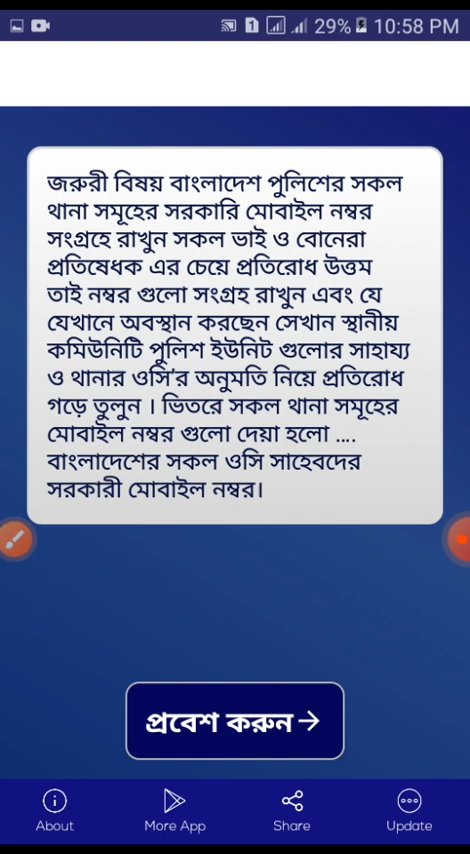 29% 10:58 PM
জরুরী বিষয় বাংলাদেশ পুলিশের সকল
থানা সমূহের সরকারি মোবাইল নম্বর
সংগ্রহে রাখুন সকল ভাই ও বোনেরা
প্রতিষেধক এর চেয়ে প্রতিরোধ উত্তম
তাই নম্বর গুলো সংগ্রহ রাখুন এবং যে
যেখানে অবস্থান করছেন সেখান স্থানীয়
কমিউনিটি পুলিশ ইউনিট গুলোর সাহায্য
ও থানার ওসি'র অনুমতি নিয়ে প্রতিরোধ
গড়ে তুলুন । ভিতরে সকল থানা সমূহের
মোবাইল নম্বর গুলো দেয়া হলো ....
বাংলাদেশের সকল ওসি সাহেবদের
সরকারী মোবাইল নম্বর।
প্রবেশ করুন→
About More App Share Update